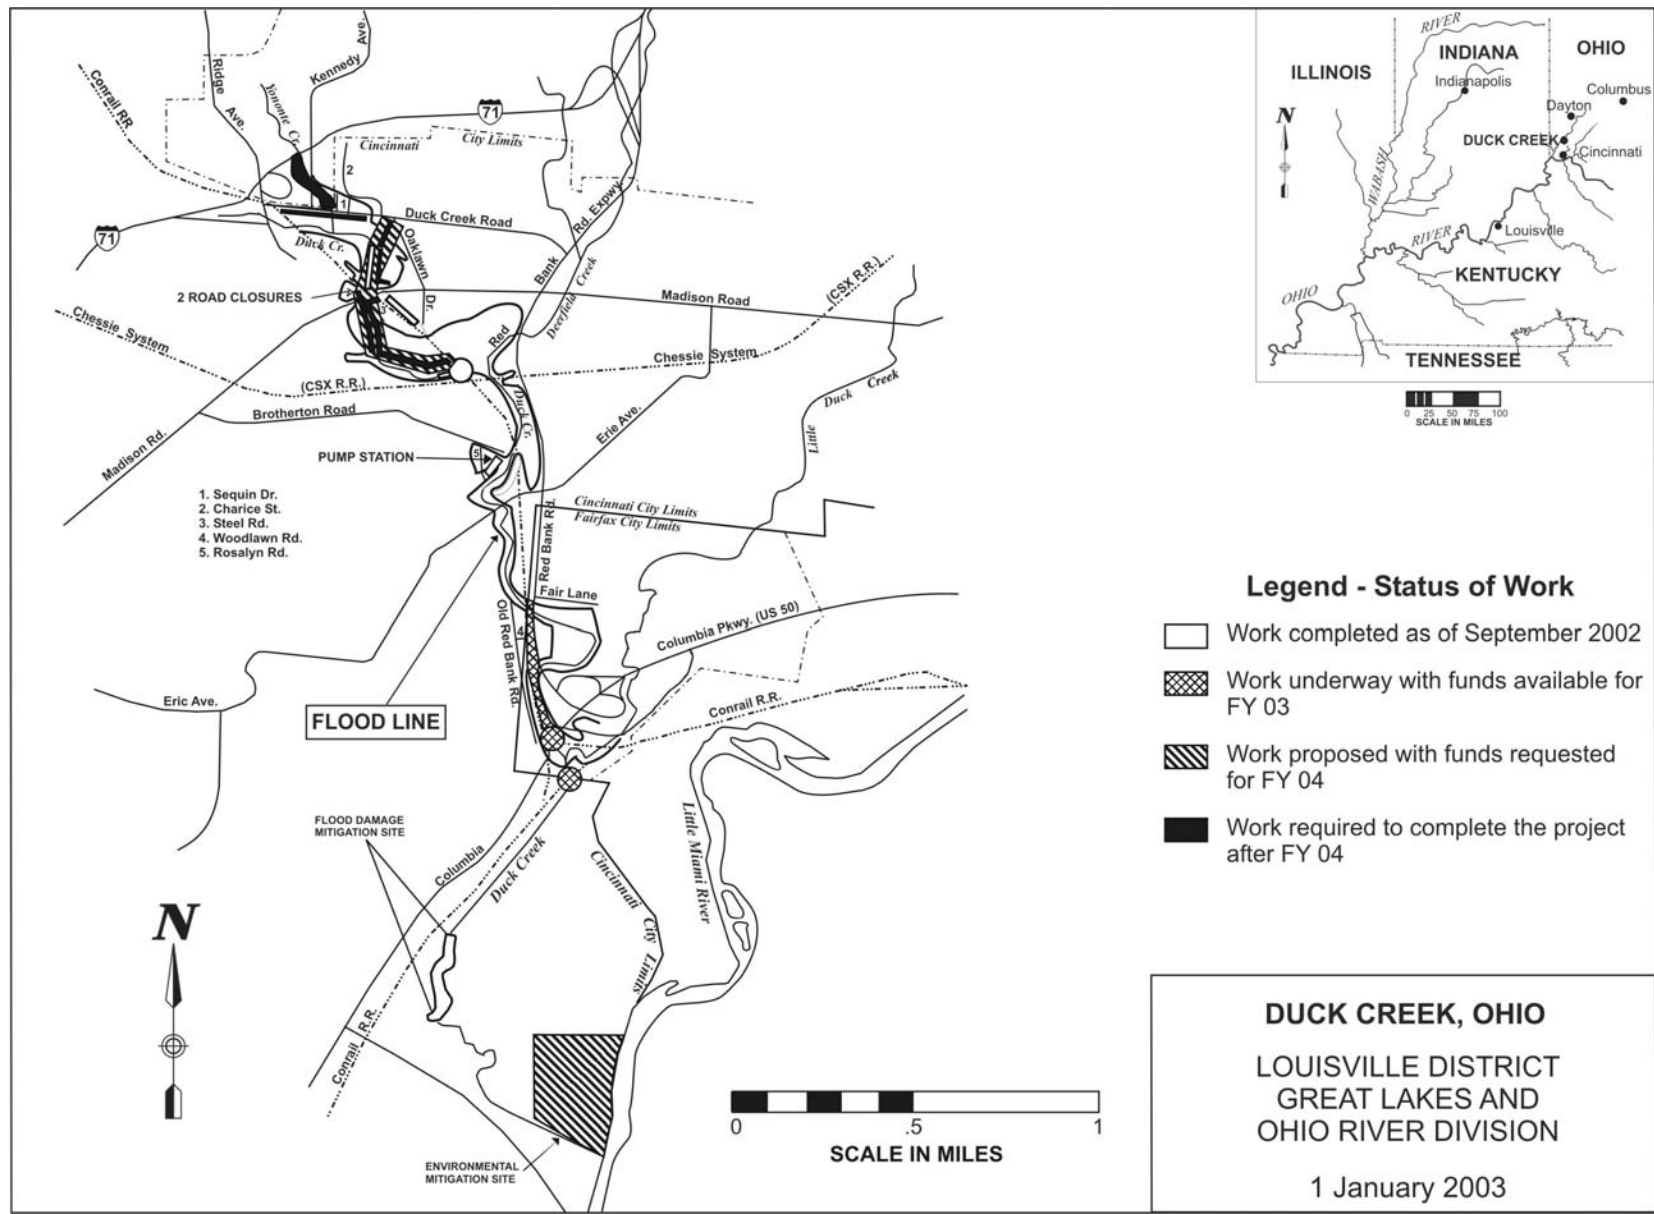 Conrail RR
Ridge
Ave.
Yononte Cr.
Kennedy
Ave.
71
Cincinnati
City Limits
2
1
Duck Creek Road
71
Duck Cr.
Oaklawn
Dr.
Bank
Rd. Expwy.
Red
Deerfield Creek
2 ROAD CLOSURES
3
Madison Road
(CSX R.R.)
Chessie System
Chessie System
(CSX R.R.)
Duck Cr.
Duck Creek
Little
Brotherton Road
Erie Ave.
Madison Rd.
PUMP STATION
5
1. Sequin Dr.
2. Charice St.
3. Steel Rd.
4. Woodlawn Rd.
5. Rosalyn Rd.
Cincinnati City Limits
Fairfax City Limits
Red Bank Rd.
Fair Lane
Old Red Bank Rd.
4
Columbia Pkwy. (US 50)
Eric Ave.
FLOOD LINE
Conrail R.R.
FLOOD DAMAGE
MITIGATION SITE
Columbia
Duck Creek
Cincinnati City Limits
Little Miami River
N
Conrail R.R.
ENVIRONMENTAL
MITIGATION SITE
0 .5 1
SCALE IN MILES
RIVER
INDIANA
OHIO
ILLINOIS
Indianapolis
Columbus
Dayton
N
DUCK CREEK
Cincinnati
WABASH
RIVER
Louisville
KENTUCKY
OHIO
TENNESSEE
0 25 50 75 100
SCALE IN MILES
Legend - Status of Work
Work completed as of September 2002
Work underway with funds available for
FY 03
Work proposed with funds requested
for FY 04
Work required to complete the project
after FY 04
DUCK CREEK, OHIO
LOUISVILLE DISTRICT
GREAT LAKES AND
OHIO RIVER DIVISION
1 January 2003